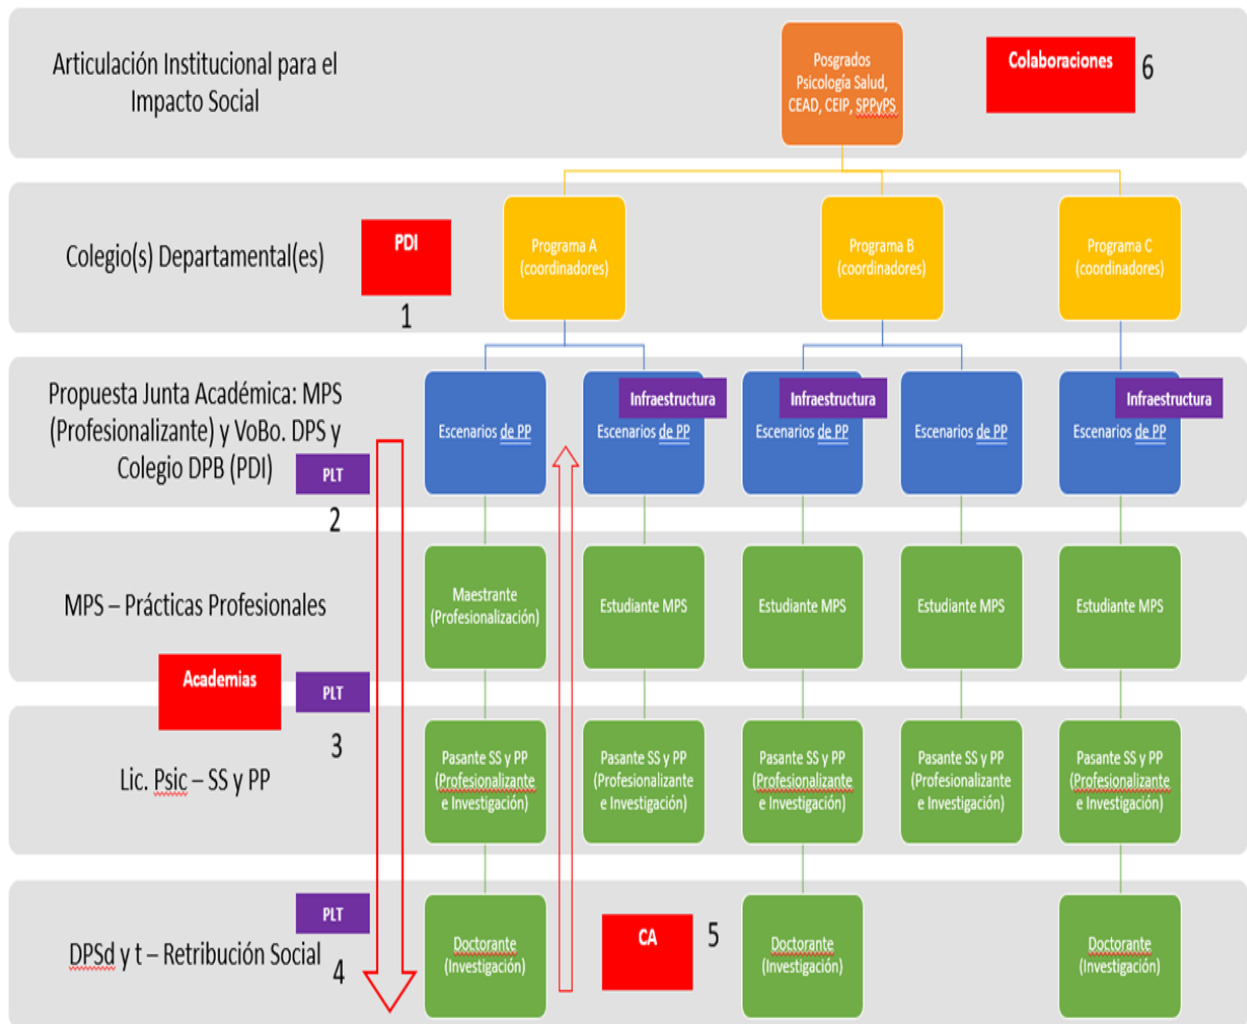 Articulación Institucional para el
Impacto Social
Posgrados
Psicología Salud,
CEAD, CEIP, SPPyPS
Colaboraciones
6
Colegio(s) Departamental(es)
PDI
1
Programa A
(coordinadores)
Programa B
(coordinadores)
Programa C
(coordinadores)
Propuesta Junta Académica: MPS
(Profesionalizante) y VoBo. DPS y
Colegio DPB (PDI)
PLT
2
Escenarios de PP
Infraestructura
Escenarios de PP
Infraestructura
Escenarios de PP
Escenarios de PP
Infraestructura
Escenarios de PP
MPS – Prácticas Profesionales
Maestrante
(Profesionalización)
Estudiante MPS
Estudiante MPS
Estudiante MPS
Estudiante MPS
Academias
PLT
3
Lic. Psic – SS y PP
Pasante SS y PP
(Profesionalizante
e Investigación)
Pasante SS y PP
(Profesionalizante
e Investigación)
Pasante SS y PP
(Profesionalizante
e Investigación)
Pasante SS y PP
(Profesionalizante
e Investigación)
Pasante SS y PP
(Profesionalizante
e Investigación)
PLT
DPSd y t – Retribución Social
4
Doctorante
(Investigación)
CA
5
Doctorante
(Investigación)
Doctorante
(Investigación)